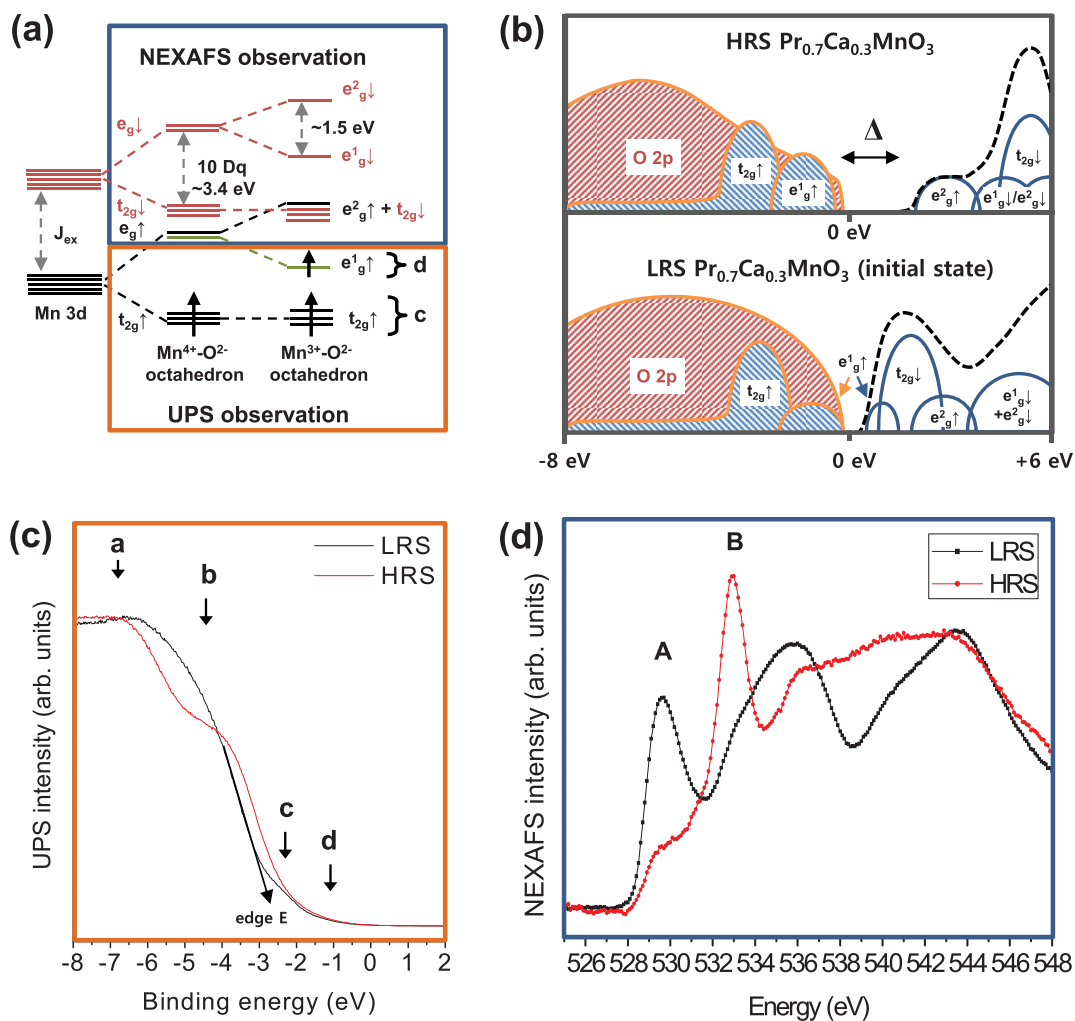 (a)
NEXAFS observation
e²g↓
eg↓
~1.5 eV
10 Dq
~3.4 eV
e¹g↓
t2g↓
e²g↑ + t2g↓
eg↑
Jex
e¹g↑
d
Mn 3d
t2g↑
t2g↑
c
Mn⁴⁺-O²⁻
octahedron
Mn³⁺-O²⁻
octahedron
UPS observation
(b)
HRS Pr0.7Ca0.3MnO3
Δ
O 2p
t2g↑
e¹g↑
t2g↓
e²g↑
e¹g↓/e²g↓
0 eV
LRS Pr0.7Ca0.3MnO3 (initial state)
O 2p
t2g↑
e¹g↑
t2g↓
e²g↑
e¹g↓
+e²g↓
-8 eV
0 eV
+6 eV
(c)
a
b
c
d
LRS
HRS
edge E
UPS intensity (arb. units)
-8 -7 -6 -5 -4 -3 -2 -1 0 1 2
Binding energy (eV)
(d)
A
B
LRS
HRS
NEXAFS intensity (arb. units)
526 528 530 532 534 536 538 540 542 544 546 548
Energy (eV)